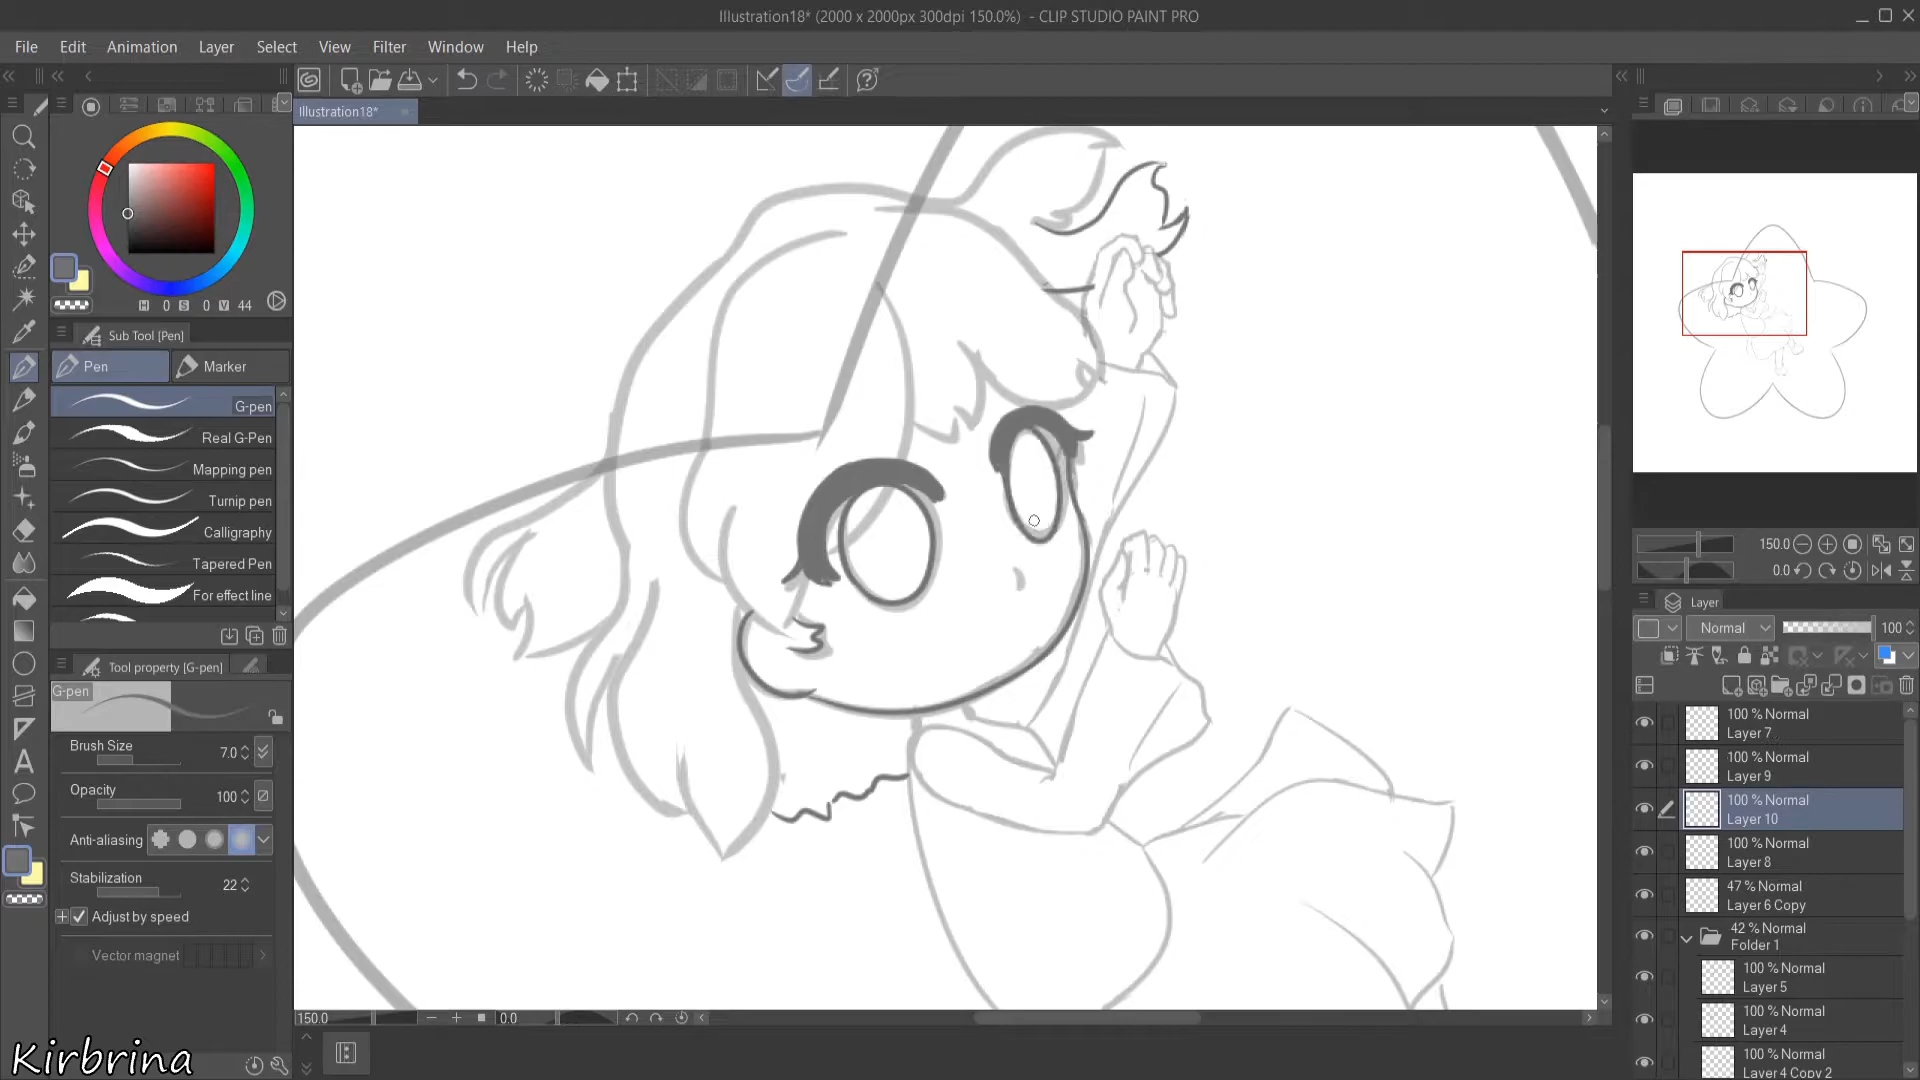 Illustration18* (2000 x 2000px 300dpi 150.0%) - CLIP STUDIO PAINT PRO
File Edit Animation Layer Select View Filter Window Help
Illustration18*
H 0 S 0 V 44
Sub Tool [Pen]
Pen Marker
G-pen
Real G-Pen
Mapping pen
Turnip pen
Calligraphy
Tapered Pen
For effect line
Tool property [G-pen]
G-pen
Brush Size 7.0
Opacity 100
Anti-aliasing
Stabilization 22
Adjust by speed
Vector magnet
Kirbrina
150.0 0.0
150.0
0.0
Layer
Normal 100
100 % Normal
Layer 7
100 % Normal
Layer 9
100 % Normal
Layer 10
100 % Normal
Layer 8
47 % Normal
Layer 6 Copy
42 % Normal
Folder 1
100 % Normal
Layer 5
100 % Normal
Layer 4
100 % Normal
Layer 4 Copy 2